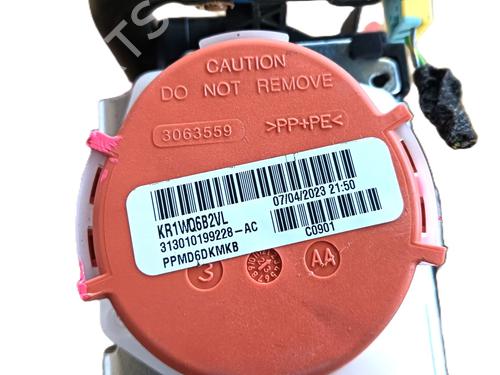 CAUTION
DO NOT REMOVE
3063559
>PP+PE<
07/04/2023 21:50
KR1WQ6B2VL
313010199228-AC
C0901
PPMD6DKMKB
3
AA